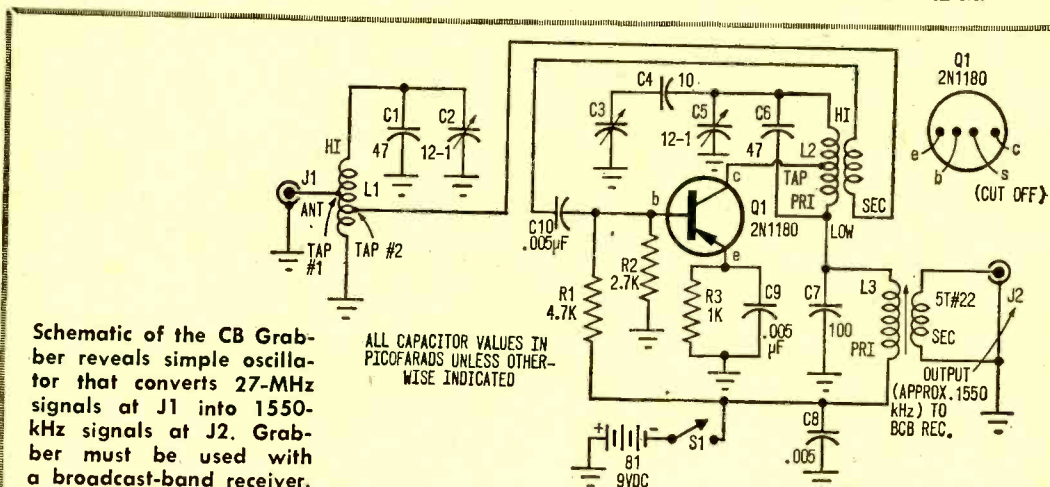 Q1
2N1180
e
b
s
c
(CUT OFF)
C4
10
C3
C5
12-1
C6
47
HI
L2
TAP
PRI
SEC
LOW
HI
C1
47
C2
12-1
J1
ANT
L1
TAP
#1
TAP #2
b
c
e
Q1
2N1180
C10
.005µF
R1
4.7K
R2
2.7K
R3
1K
C9
.005
µF
C7
100
L3
PRI
5T#22
SEC
J2
OUTPUT
(APPROX.1550
kHz) TO
BCB REC.
C8
.005
+
-
S1
81
9VDC
ALL CAPACITOR VALUES IN
PICOFARADS UNLESS OTHER-
WISE INDICATED
Schematic of the CB Grab-
ber reveals simple oscilla-
tor that converts 27-MHz
signals at J1 into 1550-
kHz signals at J2. Grab-
ber must be used with
a broadcast-band receiver.